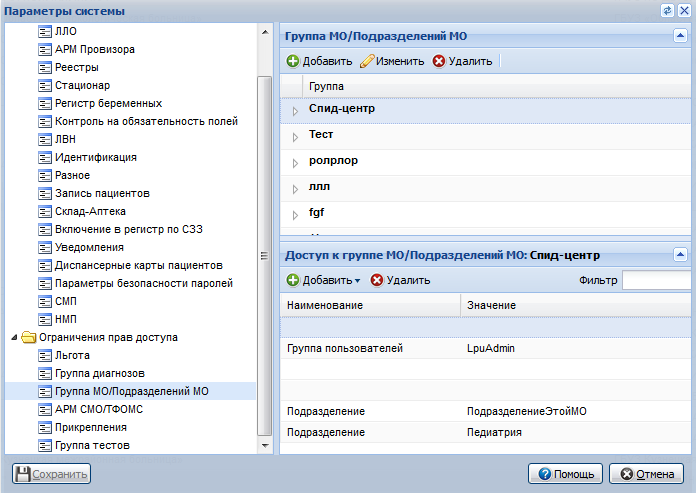 Параметры системы
ЛЛО
АРМ Провизора
Реестры
Стационар
Регистр беременных
Контроль на обязательность полей
ЛВН
Идентификация
Разное
Запись пациентов
Склад-Аптека
Включение в регистр по СЗЗ
Уведомления
Диспансерные карты пациентов
Параметры безопасности паролей
СМП
НМП
Ограничения прав доступа
Льгота
Группа диагнозов
Группа МО/Подразделений МО
АРМ СМО/ТФОМС
Прикрепления
Группа тестов
Группа МО/Подразделений МО
Добавить Изменить Удалить
Группа
Спид-центр
Тест
ролрлор
ллл
fgf
Доступ к группе МО/Подразделений МО: Спид-центр
Добавить Удалить Фильтр
Наименование Значение
Группа пользователей LpuAdmin
Подразделение ПодразделениеЭтойМО
Подразделение Педиатрия
Сохранить Помощь Отмена